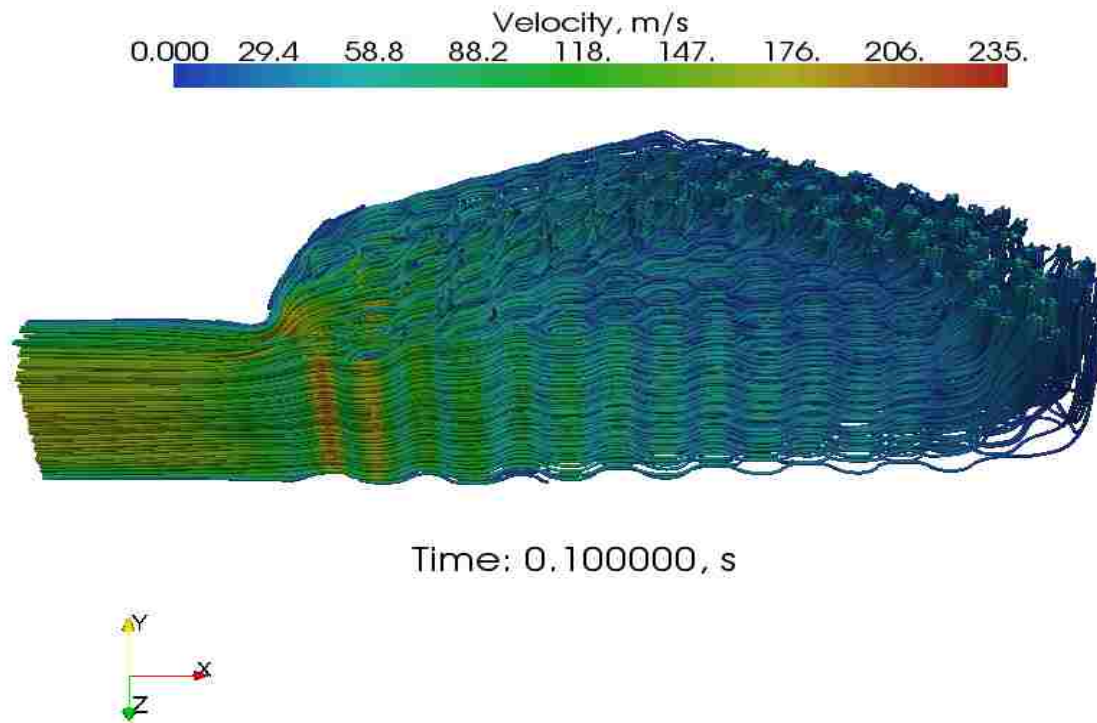 Velocity, m/s
0.000 29.4 58.8 88.2 118. 147. 176. 206. 235.
Time: 0.100000, s
Y
X
Z